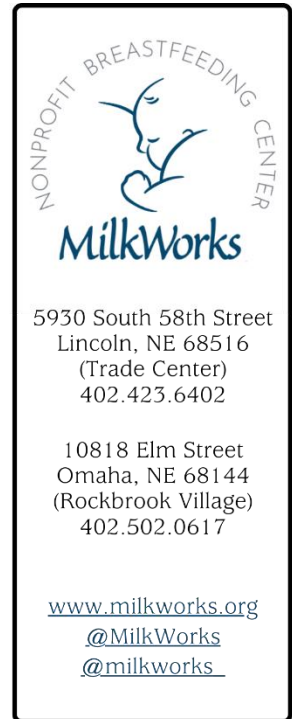 NONPROFIT BREASTFEEDING CENTER
MilkWorks
5930 South 58th Street
Lincoln, NE 68516
(Trade Center)
402.423.6402
10818 Elm Street
Omaha, NE 68144
(Rockbrook Village)
402.502.0617
www.milkworks.org
@MilkWorks
@milkworks_